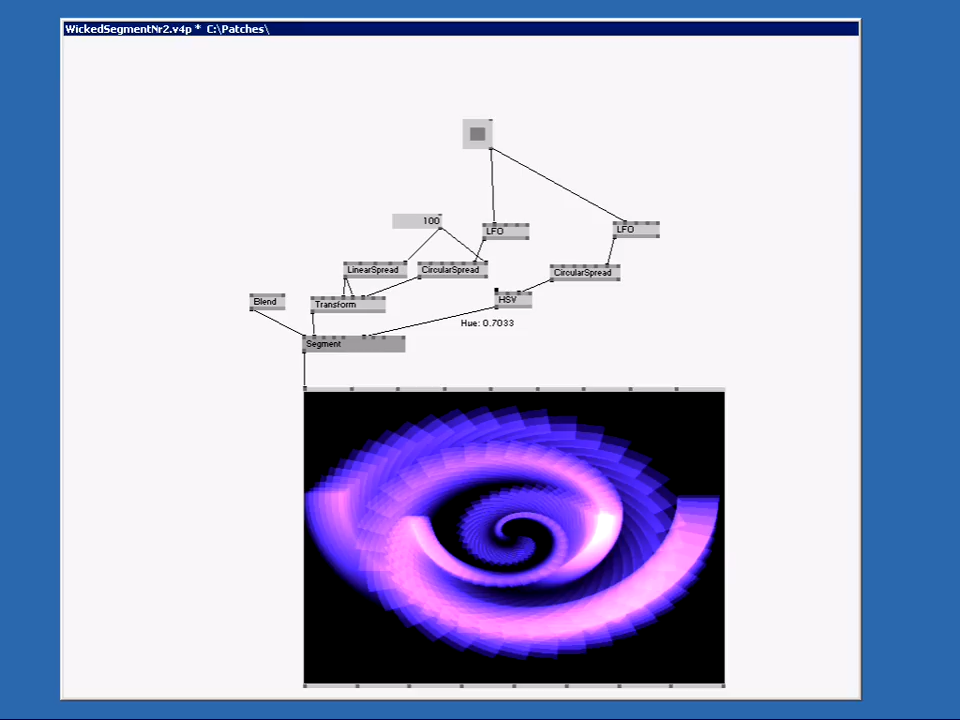 WickedSegmentNr2.v4p * C:\Patches\
100
LFO
LFO
LinearSpread
CircularSpread
CircularSpread
Blend
Transform
HSV
Hue: 0.7033
Segment